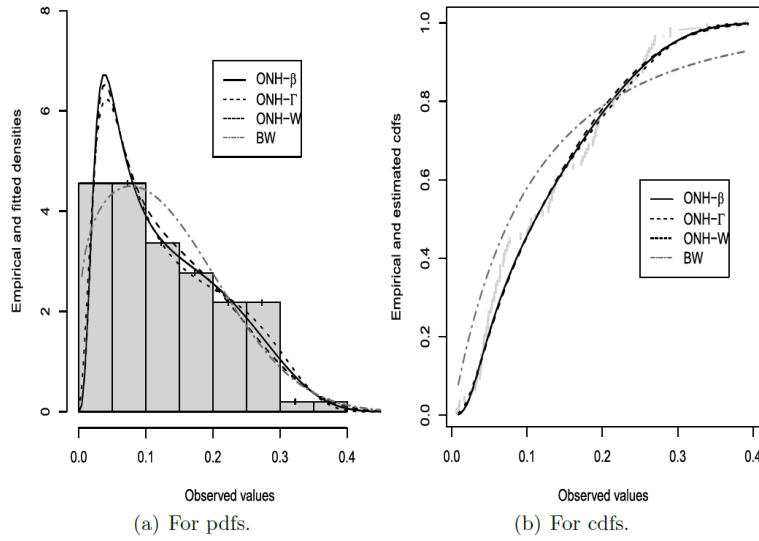 Empirical and fitted densities
8
6
4
2
0
ONH-β
ONH-Γ
ONH-W
BW
0.0 0.1 0.2 0.3 0.4
Observed values
(a) For pdfs.
Empirical and estimated cdfs
1.0
0.8
0.6
0.4
0.2
0.0
ONH-β
ONH-Γ
ONH-W
BW
0.0 0.1 0.2 0.3 0.4
Observed values
(b) For cdfs.